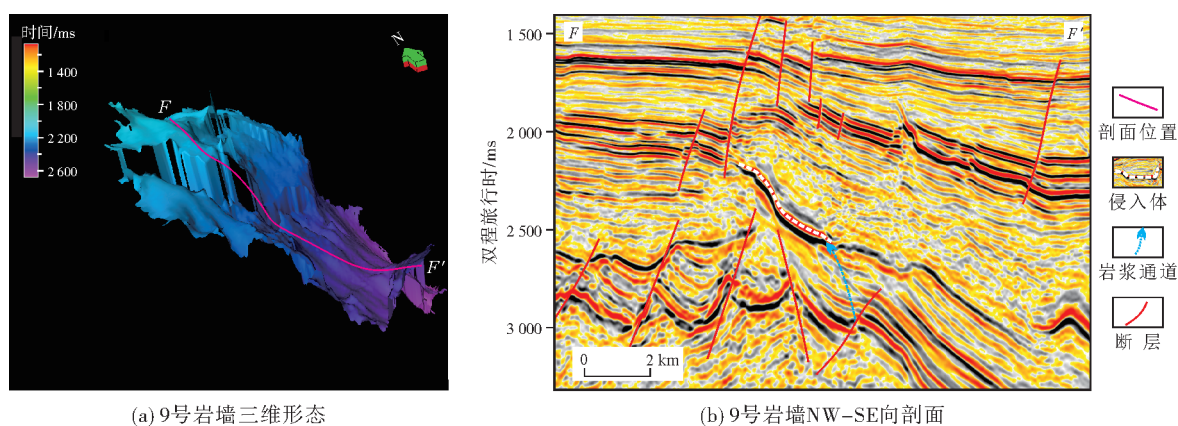 时间/ms
1 400
1 800
2 200
2 600
N
F
F′
(a) 9号岩墙三维形态
双程旅行时/ms
1 500
2 000
2 500
3 000
F
F′
0 2 km
(b) 9号岩墙NW-SE向剖面
剖面位置
侵入体
岩浆通道
断 层